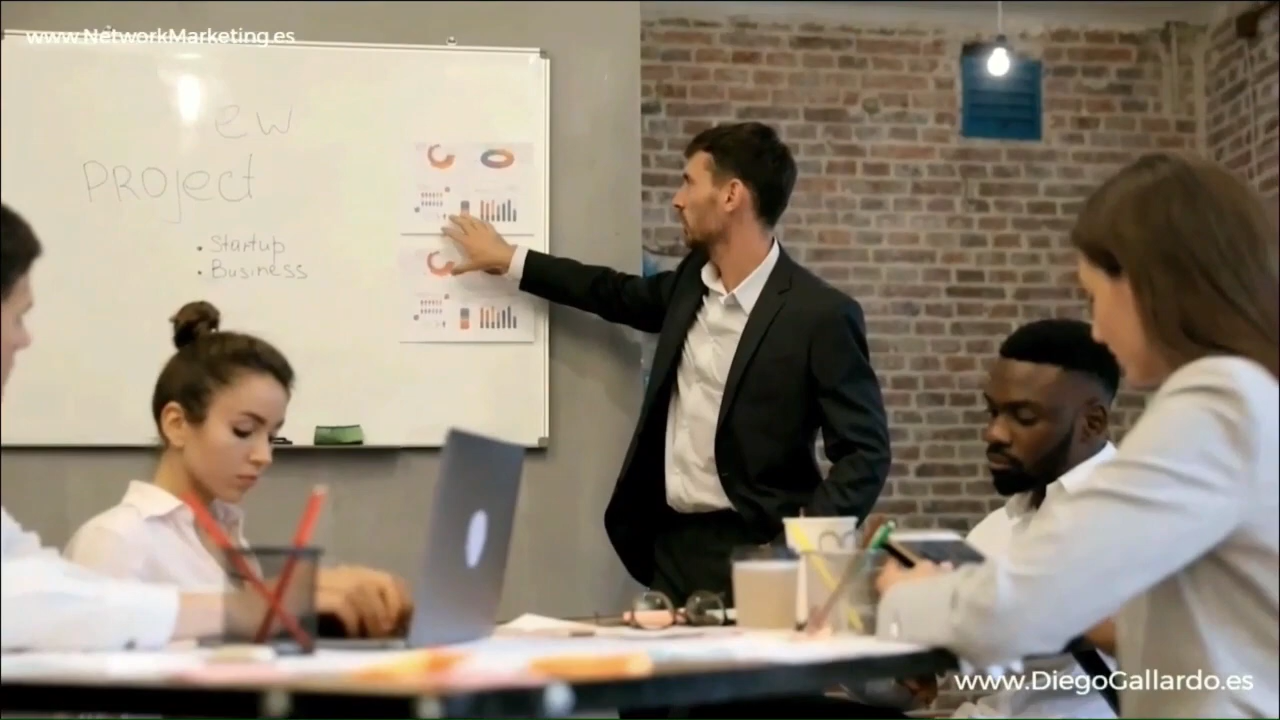 www.NetworkMarketing.es
ew
PROject
• Startup
• Business
www.DiegoGallardo.es